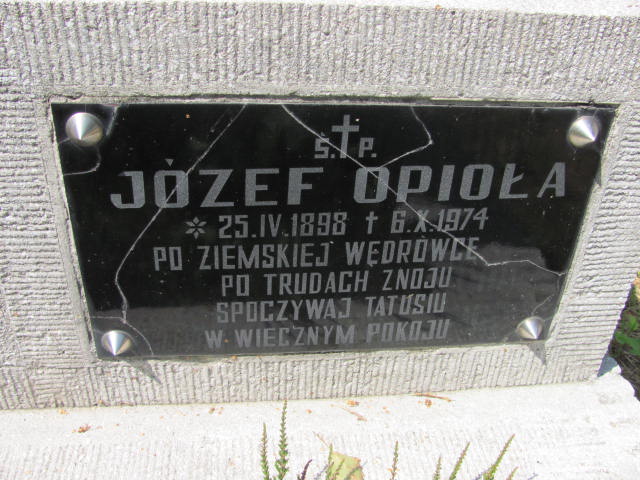 Ś. † P.
JÓZEF OPIOŁA
* 25.IV.1898 † 6.X.1974
PO ZIEMSKIEJ WĘDRÓWCE
PO TRUDACH ZNOJU
SPOCZYWAJ TATUSIU
W WIECZNYM POKOJU